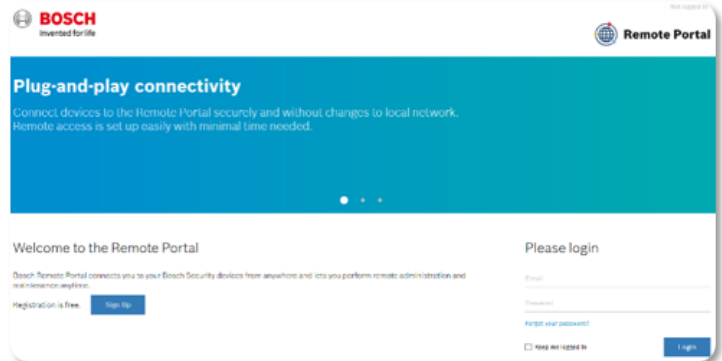 Not logged in
BOSCH
Invented for life
Remote Portal
Plug-and-play connectivity
Connect devices to the Remote Portal securely and without changes to local network.
Remote access is set up easily with minimal time needed.
Welcome to the Remote Portal
Please login
Bosch Remote Portal connects you to your Bosch Security devices from anywhere and lets you perform remote administration and
maintenance anytime.
Registration is free.
Sign Up
Email
Password
Forgot your password?
Keep me logged in
Login